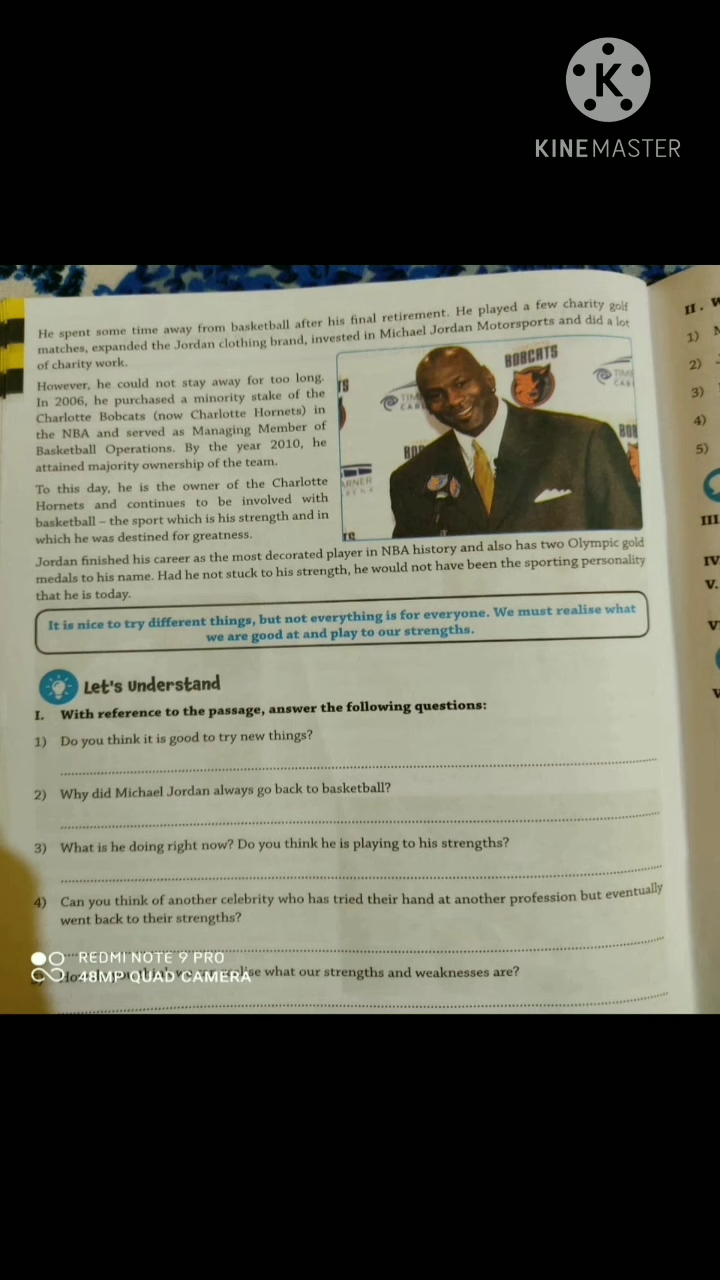 K
KINEMASTER
He spent some time away from basketball after his final retirement. He played a few charity golf
matches, expanded the Jordan clothing brand, invested in Michael Jordan Motorsports and did a lot
of charity work.
However, he could not stay away for too long.
In 2006, he purchased a minority stake of the
Charlotte Bobcats (now Charlotte Hornets) in
the NBA and served as Managing Member of
Basketball Operations. By the year 2010, he
attained majority ownership of the team.
To this day, he is the owner of the Charlotte
Hornets and continues to be involved with
basketball – the sport which is his strength and in
which he was destined for greatness.
BOBCATS
TS
TIM
CAB
TIME
CABL
BOB
BOB
ARNER
ARENA
TS
Jordan finished his career as the most decorated player in NBA history and also has two Olympic gold
medals to his name. Had he not stuck to his strength, he would not have been the sporting personality
that he is today.
It is nice to try different things, but not everything is for everyone. We must realise what
we are good at and play to our strengths.
Let's Understand
I. With reference to the passage, answer the following questions:
1) Do you think it is good to try new things?
2) Why did Michael Jordan always go back to basketball?
3) What is he doing right now? Do you think he is playing to his strengths?
4) Can you think of another celebrity who has tried their hand at another profession but eventually
went back to their strengths?
what our strengths and weaknesses are?
REDMI NOTE 9 PRO
48MP QUAD CAMERA
II. W
1)
2)
3)
4)
5)
III
IV
V.
V